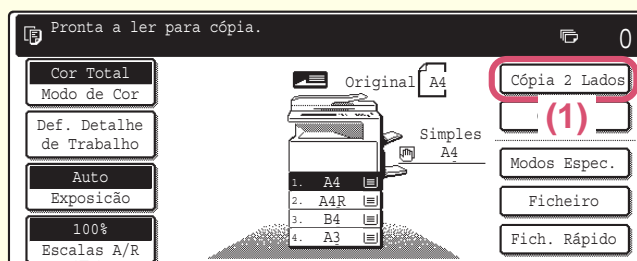 Pronta a ler para cópia.
0
Cor Total
Modo de Cor
Def. Detalhe
de Trabalho
Auto
Exposicão
100%
Escalas A/R
Original A4
Simples
A4
1. A4
2. A4R
3. B4
4. A3
Cópia 2 Lados
(1)
Modos Espec.
Ficheiro
Fich. Rápido